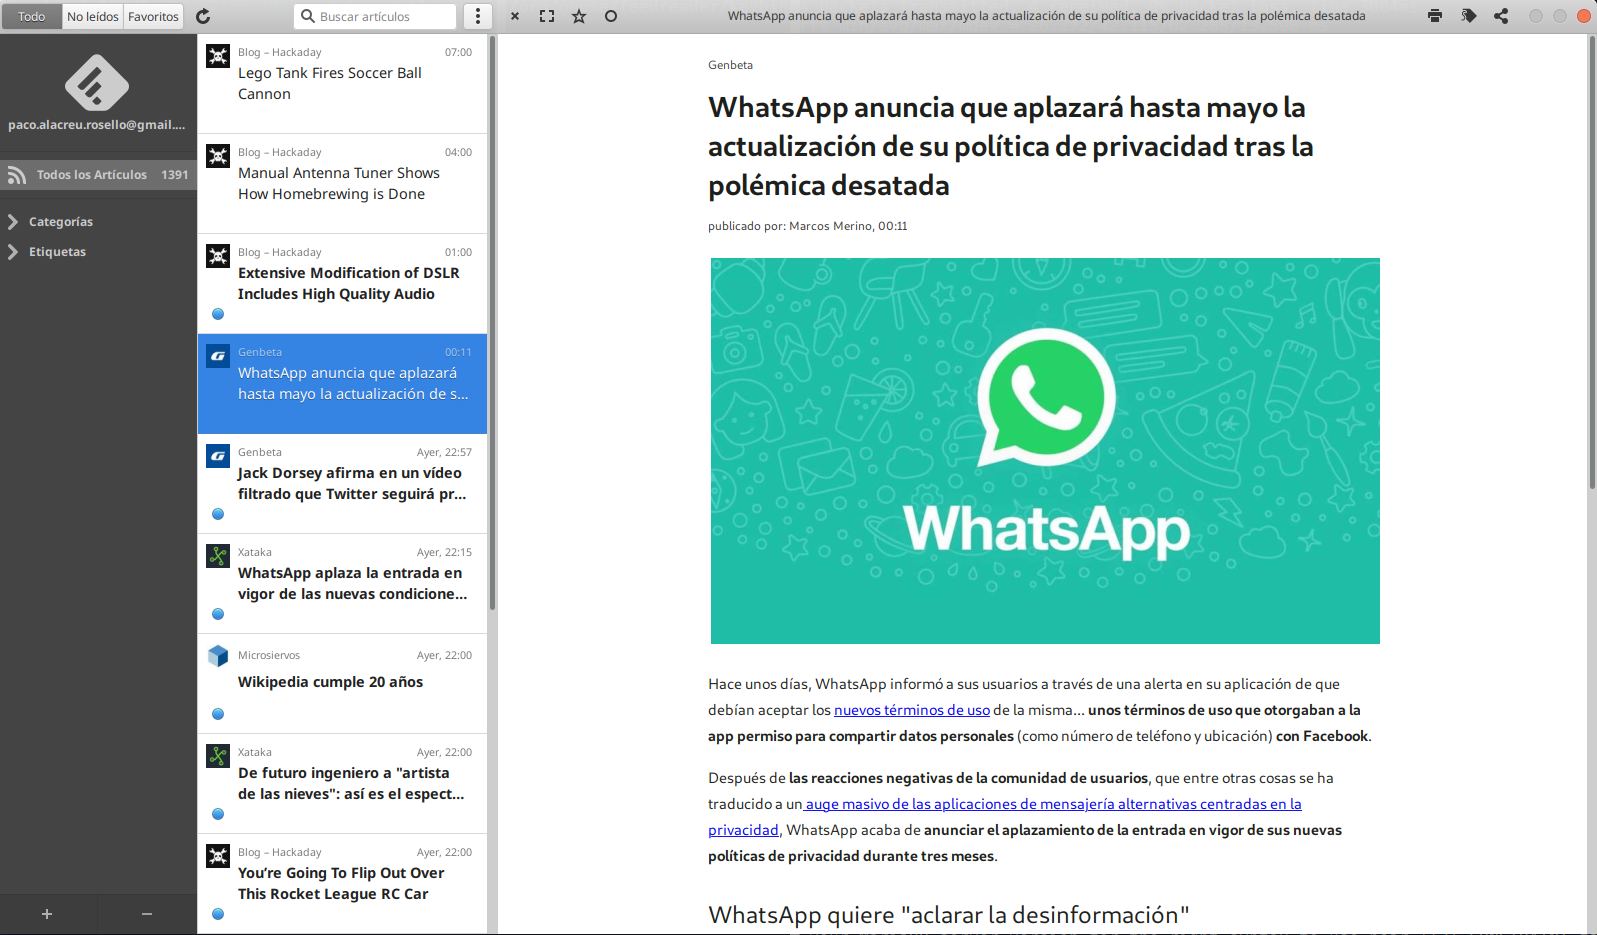 Todo
No leídos
Favoritos
Buscar artículos
WhatsApp anuncia que aplazará hasta mayo la actualización de su política de privacidad tras la polémica desatada
paco.alacreu.rosello@gmail....
Todos los Artículos 1391
Categorías
Etiquetas
Blog – Hackaday 07:00
Lego Tank Fires Soccer Ball
Cannon
Blog – Hackaday 04:00
Manual Antenna Tuner Shows
How Homebrewing is Done
Blog – Hackaday 01:00
Extensive Modification of DSLR
Includes High Quality Audio
Genbeta 00:11
WhatsApp anuncia que aplazará
hasta mayo la actualización de s...
Genbeta Ayer, 22:57
Jack Dorsey afirma en un vídeo
filtrado que Twitter seguirá pr...
Xataka Ayer, 22:15
WhatsApp aplaza la entrada en
vigor de las nuevas condicione...
Microsiervos Ayer, 22:00
Wikipedia cumple 20 años
Xataka Ayer, 22:00
De futuro ingeniero a "artista
de las nieves": así es el espect...
Blog – Hackaday Ayer, 22:00
You're Going To Flip Out Over
This Rocket League RC Car
Genbeta
WhatsApp anuncia que aplazará hasta mayo la
actualización de su política de privacidad tras la
polémica desatada
publicado por: Marcos Merino, 00:11
WhatsApp
Hace unos días, WhatsApp informó a sus usuarios a través de una alerta en su aplicación de que
debían aceptar los nuevos términos de uso de la misma... unos términos de uso que otorgaban a la
app permiso para compartir datos personales (como número de teléfono y ubicación) con Facebook.
Después de las reacciones negativas de la comunidad de usuarios, que entre otras cosas se ha
traducido a un auge masivo de las aplicaciones de mensajería alternativas centradas en la
privacidad, WhatsApp acaba de anunciar el aplazamiento de la entrada en vigor de sus nuevas
políticas de privacidad durante tres meses.
WhatsApp quiere "aclarar la desinformación"